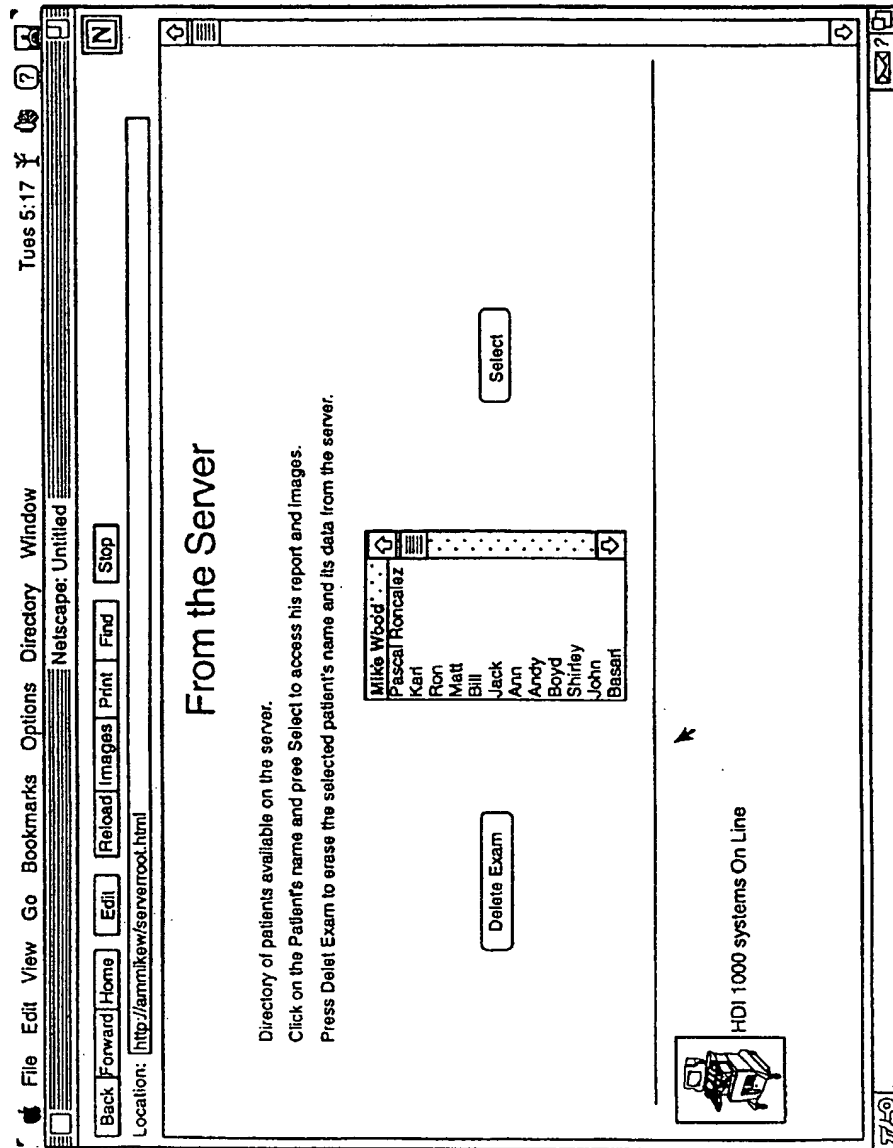 File Edit View Go Bookmarks Options Directory Window Tues 5:17 ?
Netscape: Untitled
Back Forward Home Edit Reload Images Print Find Stop N
Location: http://ammikew/serverroot.html
From the Server
Directory of patients available on the server.
Click on the Patient's name and pree Select to access his report and images.
Press Delet Exam to erase the selected patient's name and its data from the server.
Mike Wood
Pascal Roncalez
Karl
Ron
Matt
Bill
Jack
Ann
Andy
Boyd
Shirley
John
Basari
Delete Exam
Select
HDI 1000 systems On Line
?